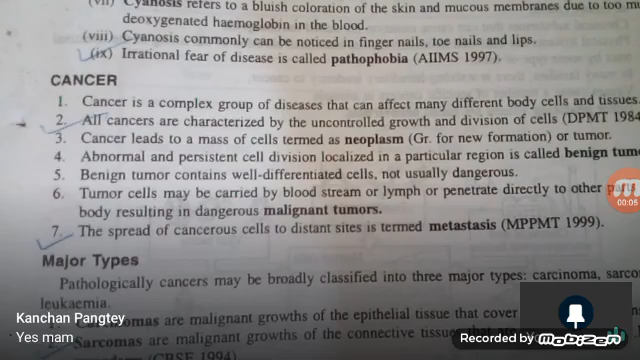 (vii) Cyanosis refers to a bluish coloration of the skin and mucous membranes due to too mu
deoxygenated haemoglobin in the blood.
(viii) Cyanosis commonly can be noticed in finger nails, toe nails and lips.
(ix) Irrational fear of disease is called pathophobia (AIIMS 1997).
CANCER
1. Cancer is a complex group of diseases that can affect many different body cells and tissues.
2. All cancers are characterized by the uncontrolled growth and division of cells (DPMT 1984
3. Cancer leads to a mass of cells termed as neoplasm (Gr. for new formation) or tumor.
4. Abnormal and persistent cell division localized in a particular region is called benign tum
5. Benign tumor contains well-differentiated cells, not usually dangerous.
6. Tumor cells may be carried by blood stream or lymph or penetrate directly to other parts
body resulting in dangerous malignant tumors.
00:05
7. The spread of cancerous cells to distant sites is termed metastasis (MPPMT 1999).
Major Types
Pathologically cancers may be broadly classified into three major types: carcinoma, sarco
leukaemia.
Kanchan Pangtey
Yes mam
1. Carcinomas are malignant growths of the epithelial tissue that cover
Sarcomas are malignant growths of the connective tissues
(CBSE 1994)
Recorded by
MOBIZEN